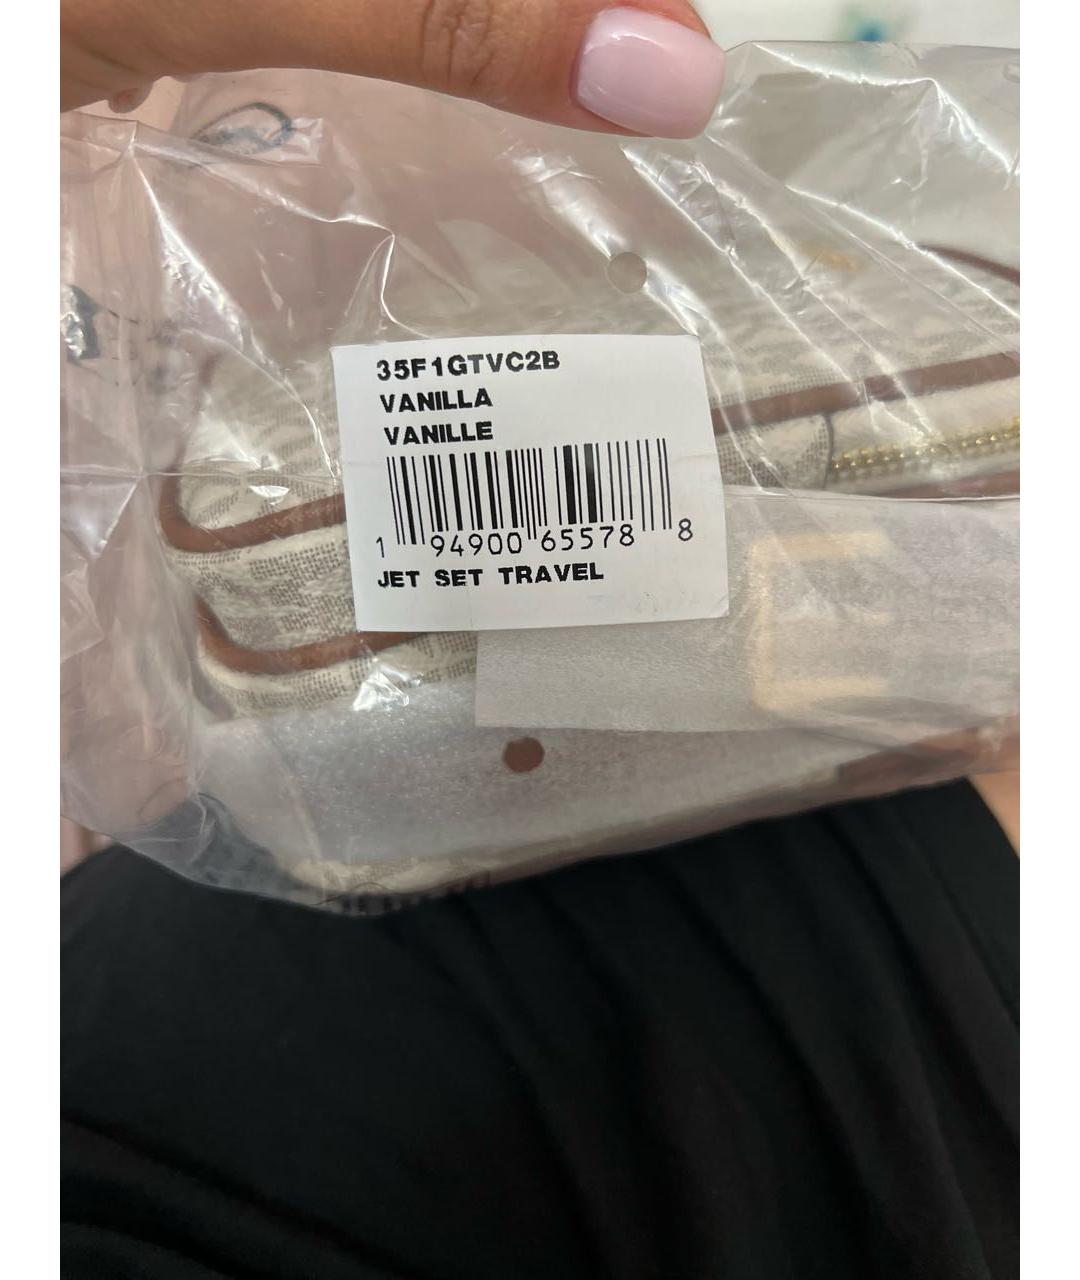 35F1GTVC2B
VANILLA
VANILLE
1 94900 65578 8
JET SET TRAVEL